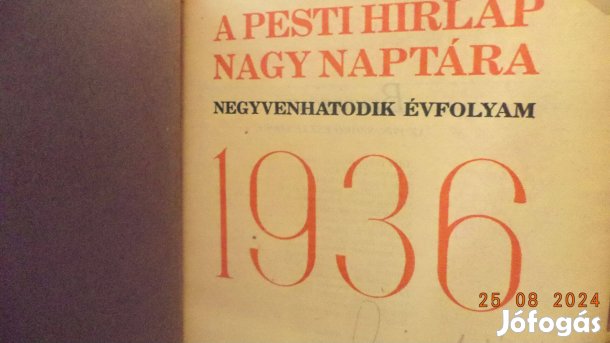 A PESTI HIRLAP
NAGY NAPTÁRA
NEGYVENHATODIK ÉVFOLYAM
1936
25 08 2024
Jófogás